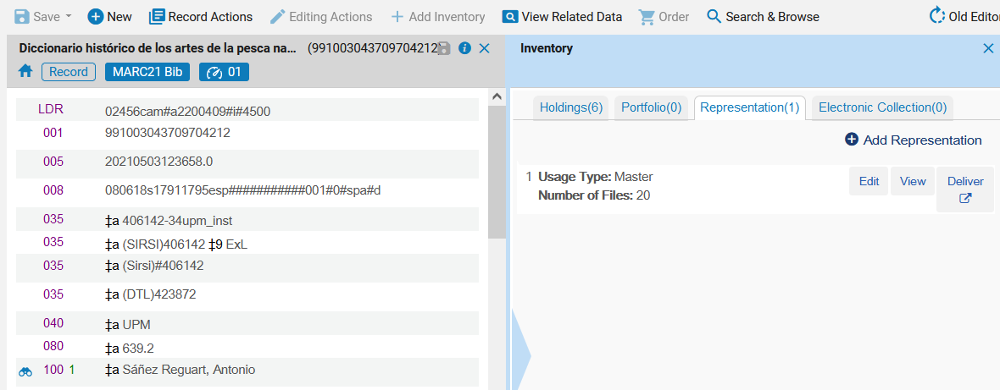 Save New Record Actions Editing Actions Add Inventory View Related Data Order Search & Browse Old Edito
Diccionario histórico de los artes de la pesca na... (991003043709704212)
Record MARC21 Bib 01
LDR 02456cam#a2200409#i#4500
001 991003043709704212
005 20210503123658.0
008 080618s17911795esp###########001#0#spa#d
035 ‡a 406142-34upm_inst
035 ‡a (SIRSI)406142 ‡9 ExL
035 ‡a (Sirsi)#406142
035 ‡a (DTL)423872
040 ‡a UPM
080 ‡a 639.2
100 1 ‡a Sáñez Reguart, Antonio
Inventory
Holdings(6) Portfolio(0) Representation(1) Electronic Collection(0)
Add Representation
1 Usage Type: Master
Number of Files: 20
Edit View Deliver